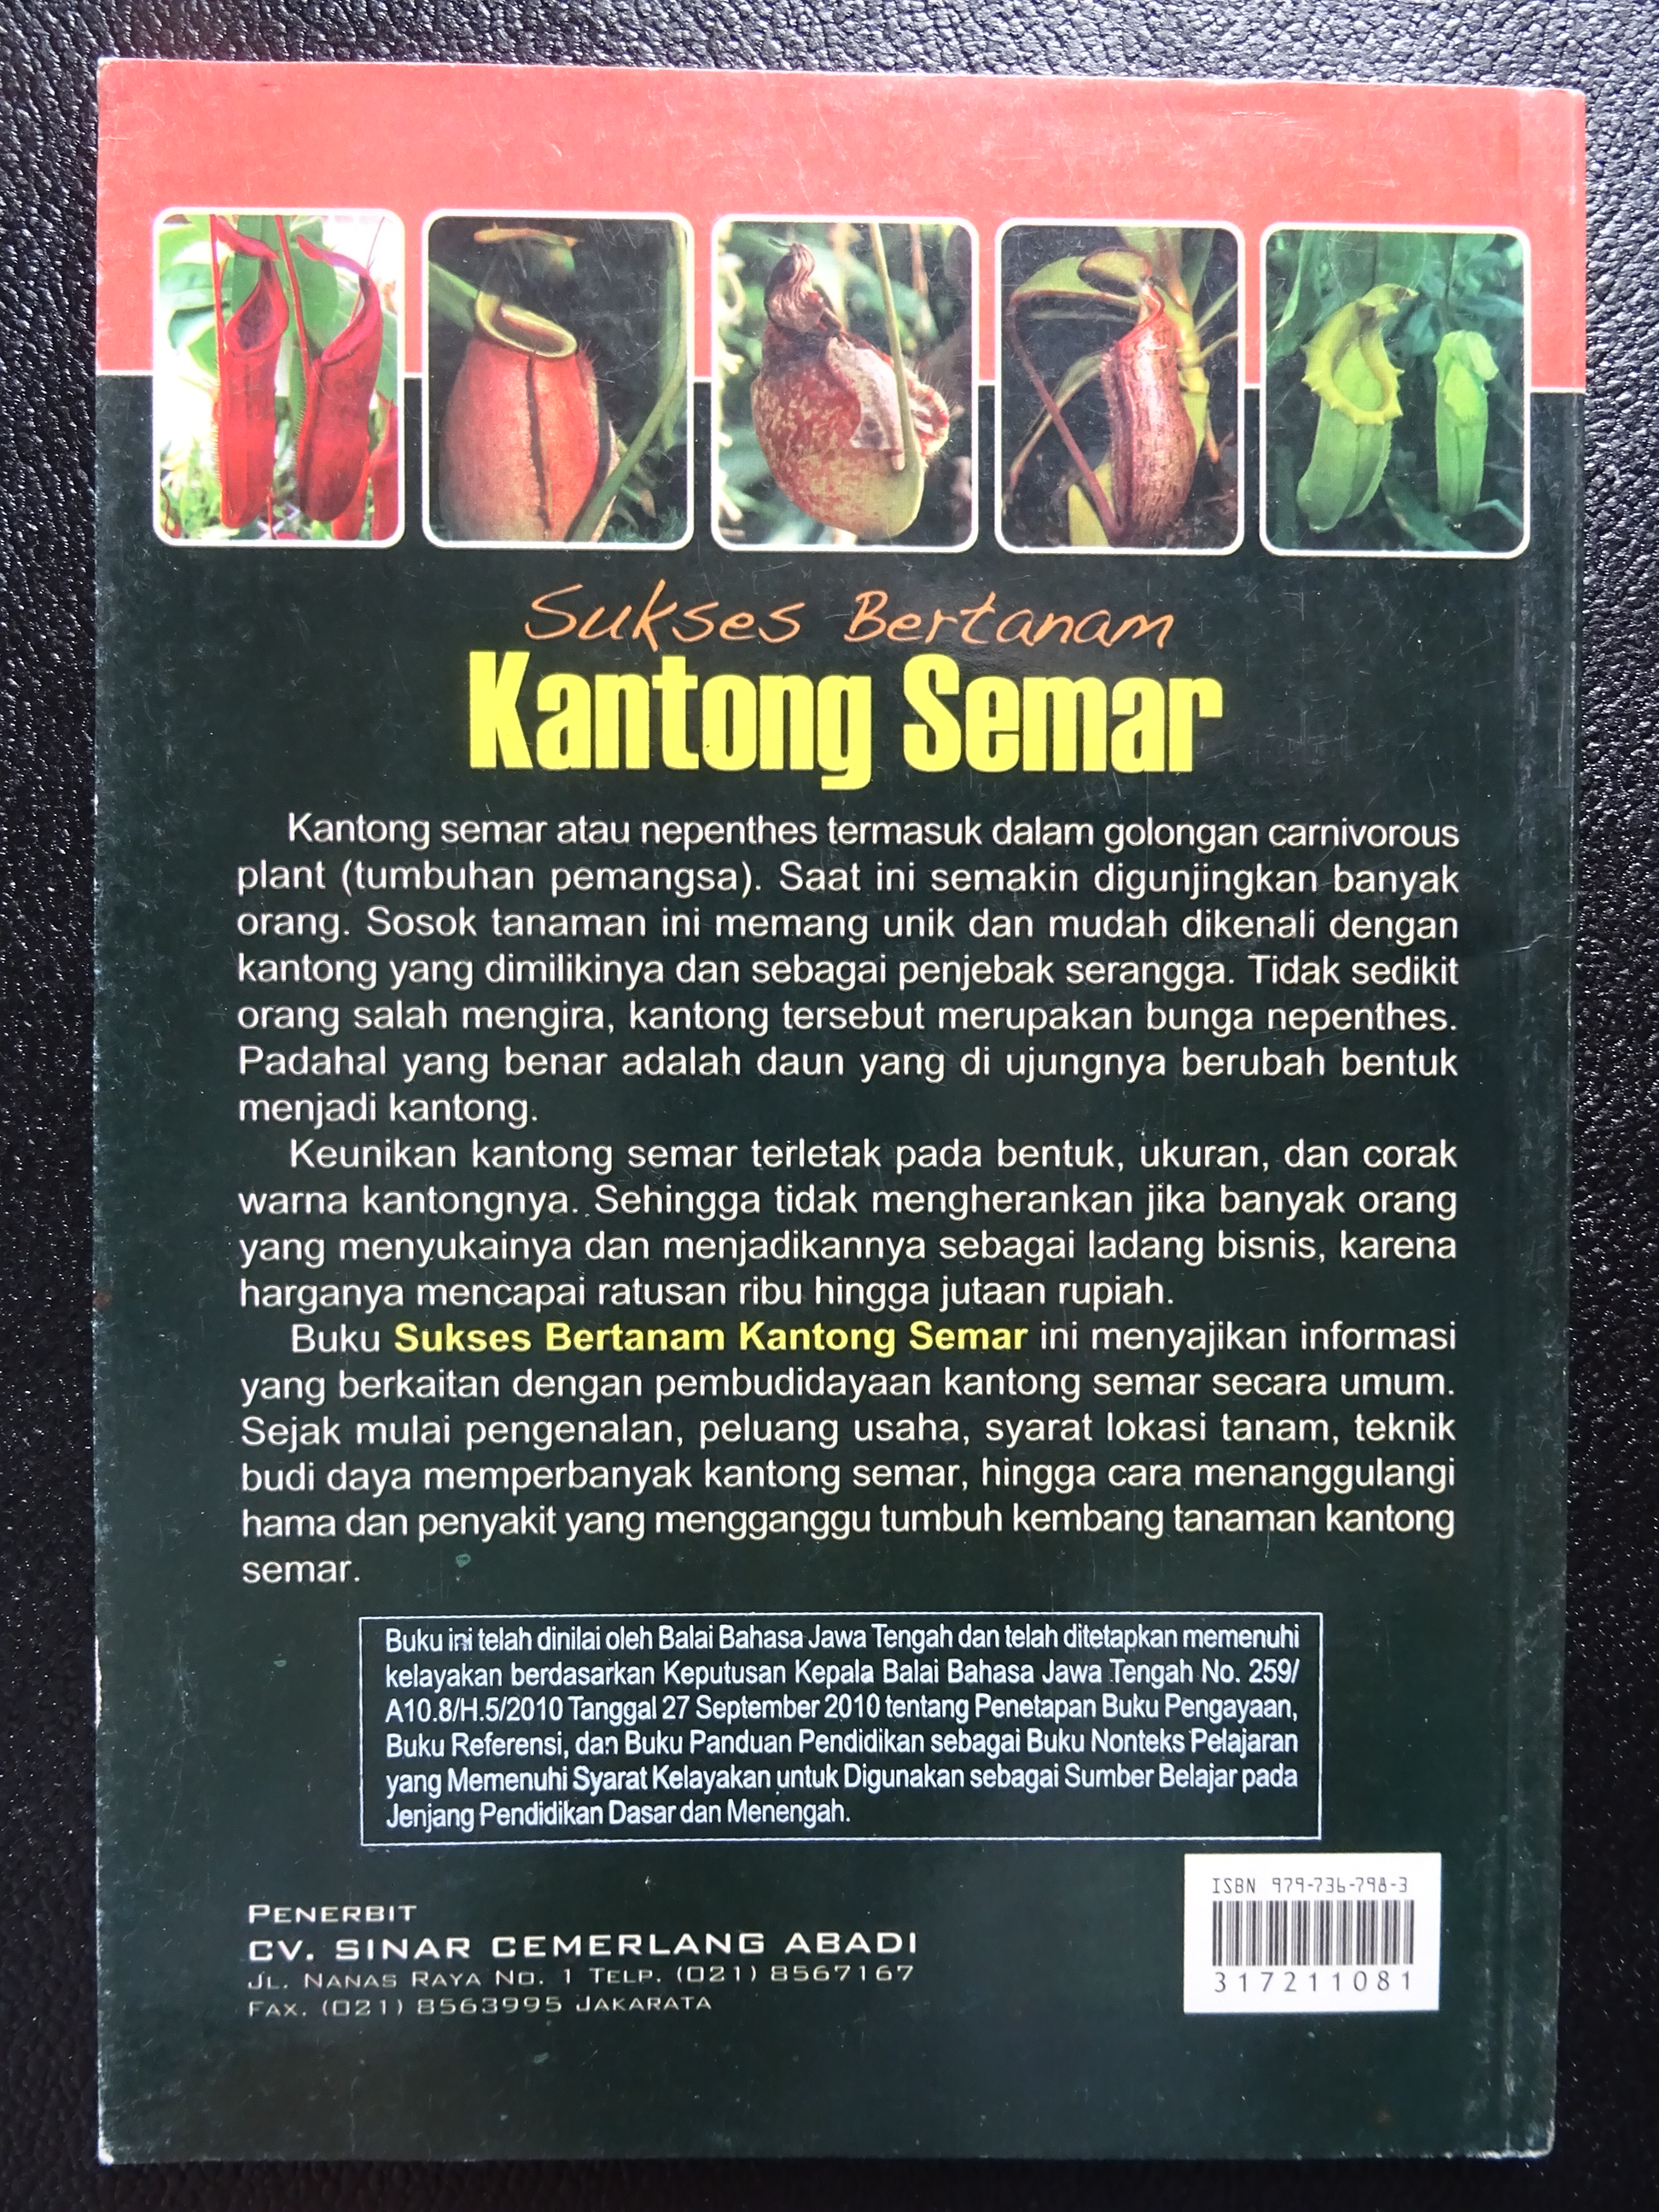 Sukses Bertanam
Kantong Semar
Kantong semar atau nepenthes termasuk dalam golongan carnivorous
plant (tumbuhan pemangsa). Saat ini semakin digunjingkan banyak
orang. Sosok tanaman ini memang unik dan mudah dikenali dengan
kantong yang dimilikinya dan sebagai penjebak serangga. Tidak sedikit
orang salah mengira, kantong tersebut merupakan bunga nepenthes.
Padahal yang benar adalah daun yang di ujungnya berubah bentuk
menjadi kantong.
Keunikan kantong semar terletak pada bentuk, ukuran, dan corak
warna kantongnya. Sehingga tidak mengherankan jika banyak orang
yang menyukainya dan menjadikannya sebagai ladang bisnis, karena
harganya mencapai ratusan ribu hingga jutaan rupiah.
Buku Sukses Bertanam Kantong Semar ini menyajikan informasi
yang berkaitan dengan pembudidayaan kantong semar secara umum.
Sejak mulai pengenalan, peluang usaha, syarat lokasi tanam, teknik
budi daya memperbanyak kantong semar, hingga cara menanggulangi
hama dan penyakit yang mengganggu tumbuh kembang tanaman kantong
semar.
Buku ini telah dinilai oleh Balai Bahasa Jawa Tengah dan telah ditetapkan memenuhi
kelayakan berdasarkan Keputusan Kepala Balai Bahasa Jawa Tengah No. 259/
A10.8/H.5/2010 Tanggal 27 September 2010 tentang Penetapan Buku Pengayaan,
Buku Referensi, dan Buku Panduan Pendidikan sebagai Buku Nonteks Pelajaran
yang Memenuhi Syarat Kelayakan untuk Digunakan sebagai Sumber Belajar pada
Jenjang Pendidikan Dasar dan Menengah.
PENERBIT
CV. SINAR CEMERLANG ABADI
JL. NANAS RAYA NO. 1 TELP. (021) 8567167
FAX. (021) 8563995 JAKARATA
ISBN 979-736-798-3
317211081